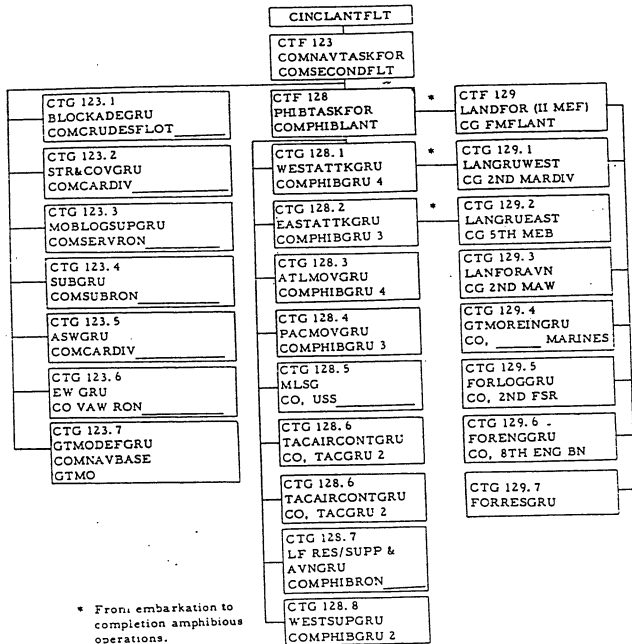 CINCLANTFLT
CTF 123
COMNAVTASKFOR
COMSECONDFLT
CTG 123.1
BLOCKADEGRU
COMCRUDESFLOT
CTG 123.2
STR&COVGRU
COMCARDIV
CTG 123.3
MOBLOGSUPGRU
COMSERVRON
CTG 123.4
SUBGRU
COMSUBRON
CTG 123.5
ASWGRU
COMCARDIV
CTG 123.6
EW GRU
CO VAW RON
CTG 123.7
GTMODEFGRU
COMNAVBASE
GTMO
CTF 128
PHIBTASKFOR
COMPHIBLANT
*
CTG 128.1
WESTATTKGRU
COMPHIBGRU 4
*
CTG 128.2
EASTATTKGRU
COMPHIBGRU 3
*
CTG 128.3
ATLMOVGRU
COMPHIBGRU 4
CTG 128.4
PACMOVGRU
COMPHIBGRU 3
CTG 128.5
MLSG
CO, USS
CTG 128.6
TACAIRCONTGRU
CO, TACGRU 2
CTG 128.6
TACAIRCONTGRU
CO, TACGRU 2
CTG 128.7
LF RES/SUPP &
AVNGRU
COMPHIBRON
CTG 128.8
WESTSUPGRU
COMPHIBGRU 2
CTF 129
LANDFOR (II MEF)
CG FMFLANT
CTG 129.1
LANGRUWEST
CG 2ND MARDIV
CTG 129.2
LANGRUEAST
CG 5TH MEB
CTG 129.3
LANFORAVN
CG 2ND MAW
CTG 129.4
GTMOREINGRU
CO, ______ MARINES
CTG 129.5
FORLOGGRU
CO, 2ND FSR
CTG 129.6
FORENGGRU
CO, 8TH ENG BN
CTG 129.7
FORRESGRU
* From embarkation to
completion amphibious
operations.